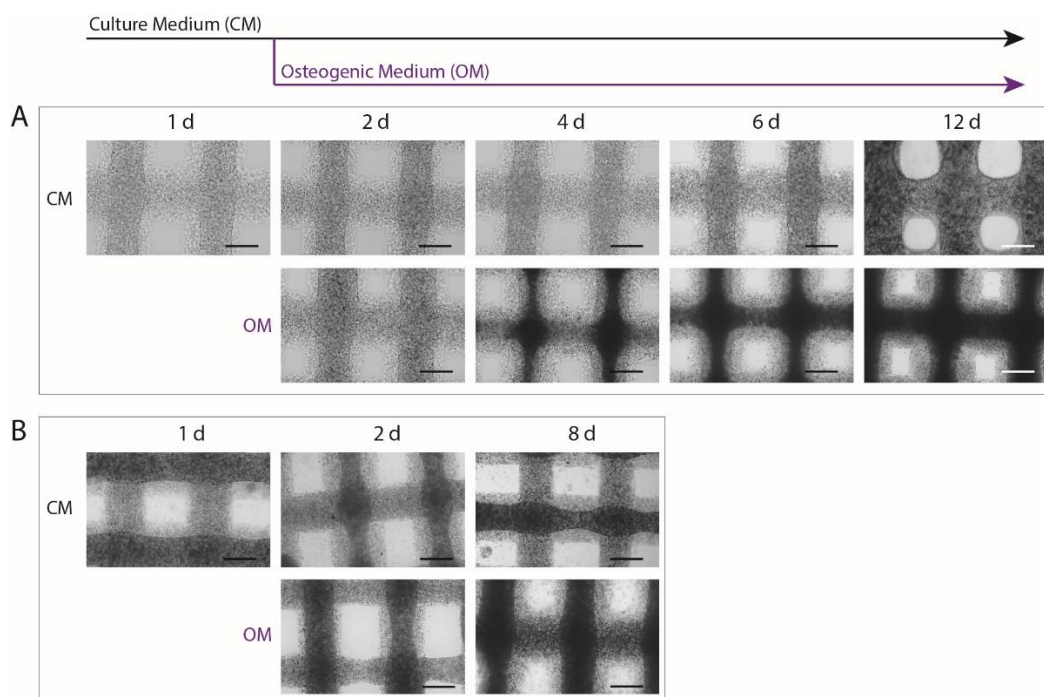 Culture Medium (CM)
Osteogenic Medium (OM)
A
1 d 2 d 4 d 6 d 12 d
CM
OM
B
1 d 2 d 8 d
CM
OM